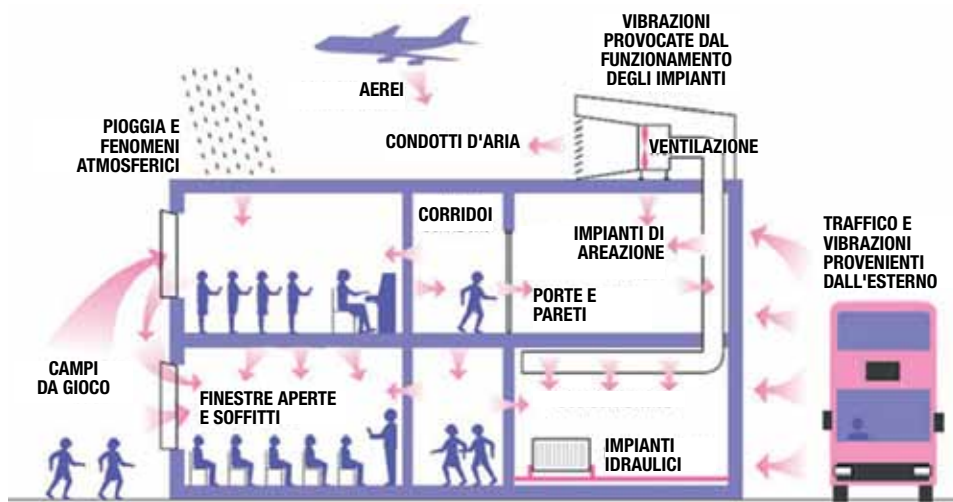 VIBRAZIONI
PROVOCATE DAL
FUNZIONAMENTO
DEGLI IMPIANTI
AEREI
PIOGGIA E
FENOMENI
ATMOSFERICI
CONDOTTI D'ARIA
VENTILAZIONE
CORRIDOI
IMPIANTI DI
AREAZIONE
TRAFFICO E
VIBRAZIONI
PROVENIENTI
DALL'ESTERNO
PORTE E
PARETI
CAMPI
DA GIOCO
FINESTRE APERTE
E SOFFITTI
IMPIANTI
IDRAULICI